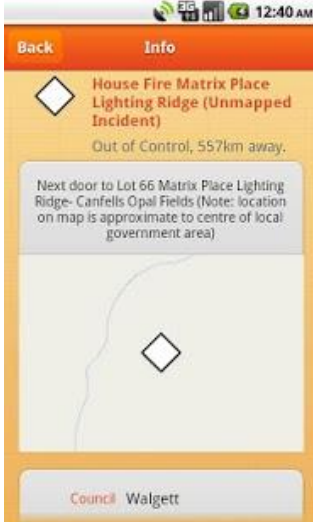 3G
12:40 AM
Back
Info
House Fire Matrix Place
Lighting Ridge (Unmapped
Incident)
Out of Control, 557km away.
Next door to Lot 66 Matrix Place Lighting
Ridge- Canfells Opal Fields (Note: location
on map is approximate to centre of local
government area)
Council Walgett